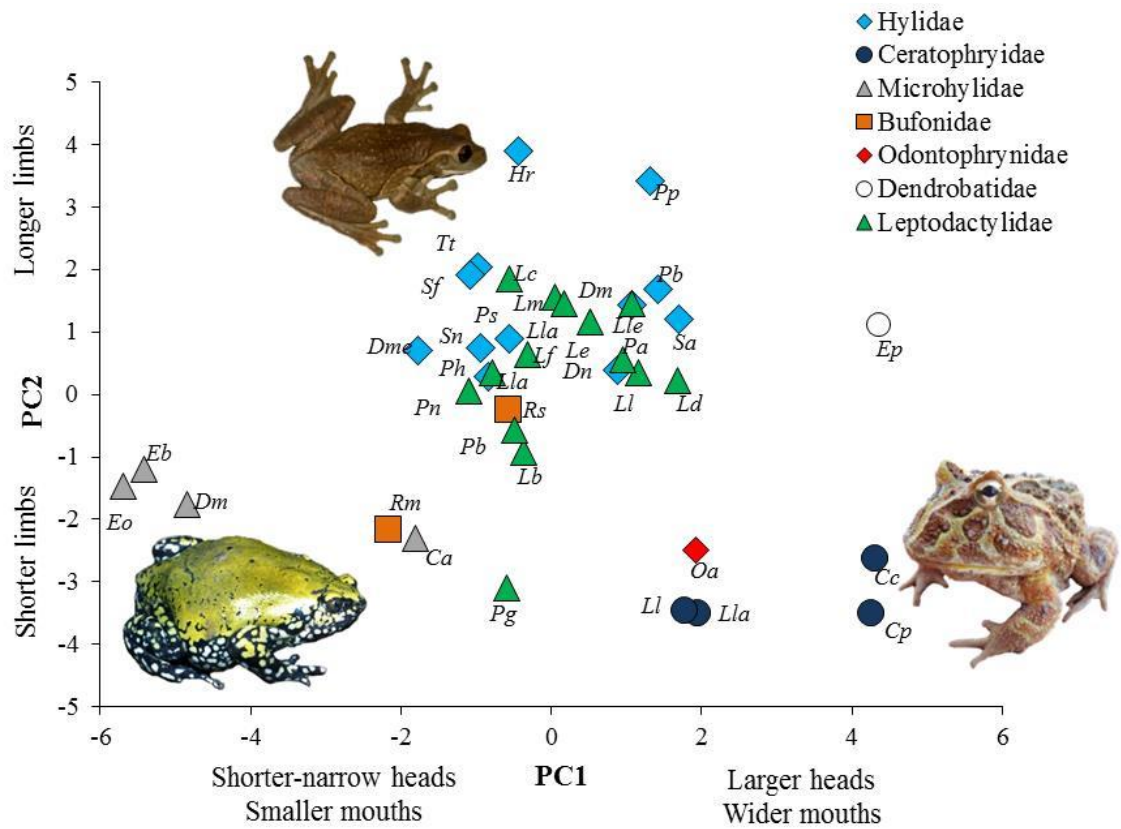 Hylidae
Ceratophryidae
Microhylidae
Bufonidae
Odontophrynidae
Dendrobatidae
Leptodactylidae
5
4
3
2
1
0
-1
-2
-3
-4
-5
Longer limbs
PC2
Shorter limbs
Hr
Pp
Tt
Sf
Lc
Pb
Lm
Dm
Ps
Lla
Lle
Sa
Ep
Dme
Sn
Lf
Le
Pa
Ph
Lla
Dn
Ll
Ld
Pn
Rs
Pb
Lb
Eb
Eo
Dm
Rm
Ca
Oa
Cc
Pg
Ll
Lla
Cp
-6
-4
-2
0
2
4
6
Shorter-narrow heads
Smaller mouths
PC1
Larger heads
Wider mouths